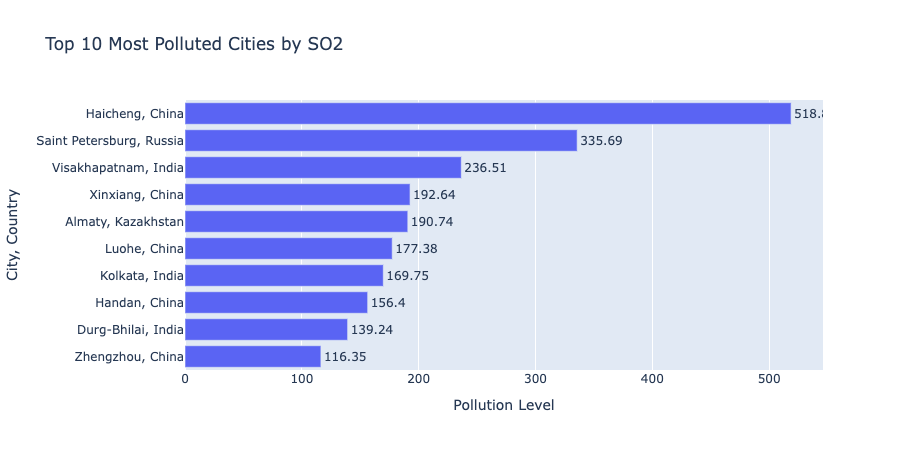 Top 10 Most Polluted Cities by SO2
City, Country
Haicheng, China 518.8
Saint Petersburg, Russia 335.69
Visakhapatnam, India 236.51
Xinxiang, China 192.64
Almaty, Kazakhstan 190.74
Luohe, China 177.38
Kolkata, India 169.75
Handan, China 156.4
Durg-Bhilai, India 139.24
Zhengzhou, China 116.35
0 100 200 300 400 500
Pollution Level